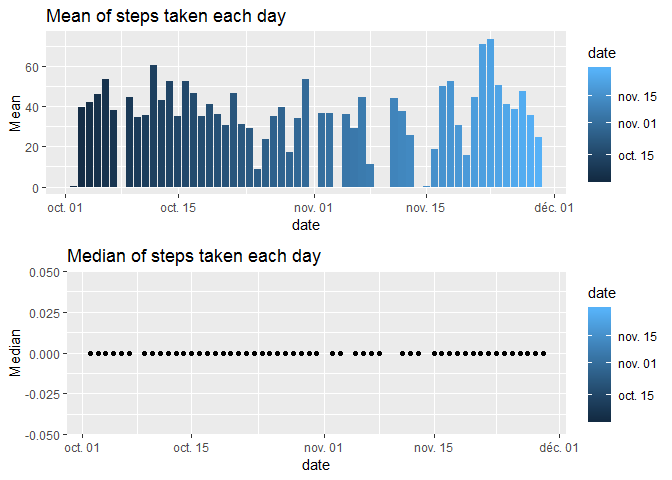 Mean of steps taken each day
60
40
20
0
Mean
oct. 01 oct. 15 nov. 01 nov. 15 déc. 01
date
date
nov. 15
nov. 01
oct. 15
Median of steps taken each day
0.050
0.025
0.000
-0.025
-0.050
Median
oct. 01 oct. 15 nov. 01 nov. 15 déc. 01
date
date
nov. 15
nov. 01
oct. 15